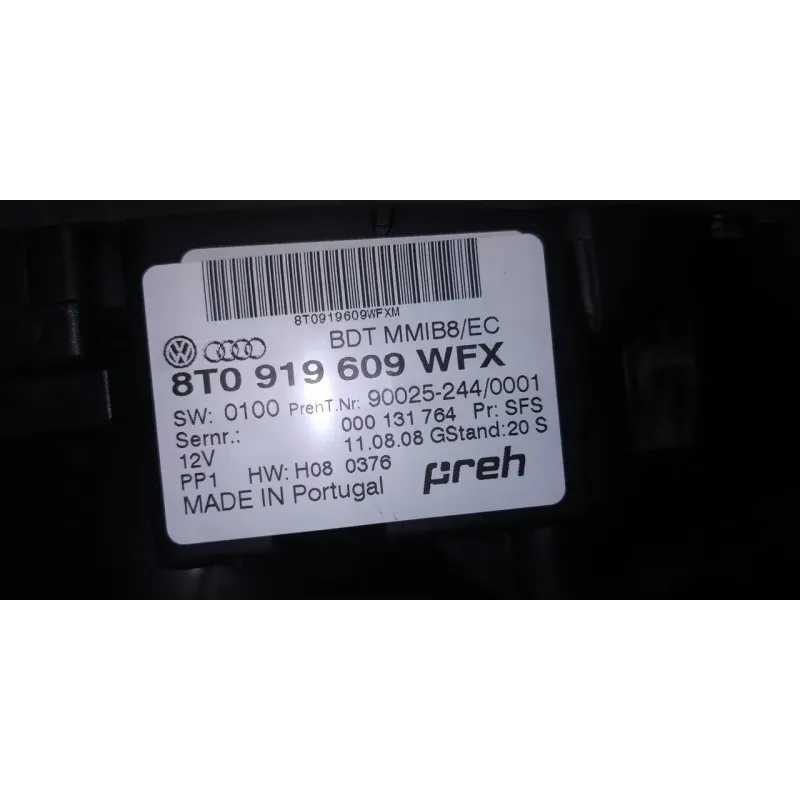 8T0919609WFXM
BDT MMIB8/EC
8T0 919 609 WFX
SW: 0100 PrehT.Nr: 90025-244/0001
Sernr.: 000 131 764 Pr: SFS
12V 11.08.08 GStand:20 S
PP1 HW: H08 0376
MADE IN Portugal preh